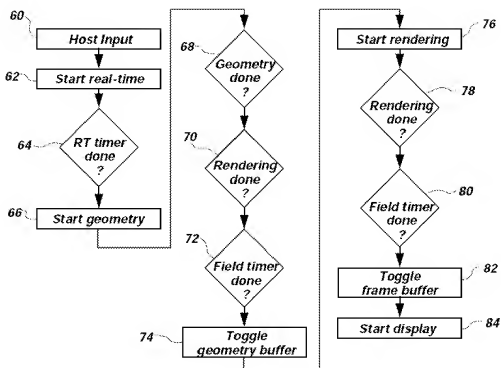 60
Host Input
62
Start real-time
64
RT timer
done
?
66
Start geometry
68
Geometry
done
?
70
Rendering
done
?
72
Field timer
done
?
74
Toggle
geometry buffer
76
Start rendering
78
Rendering
done
?
80
Field timer
done
?
82
Toggle
frame buffer
84
Start display